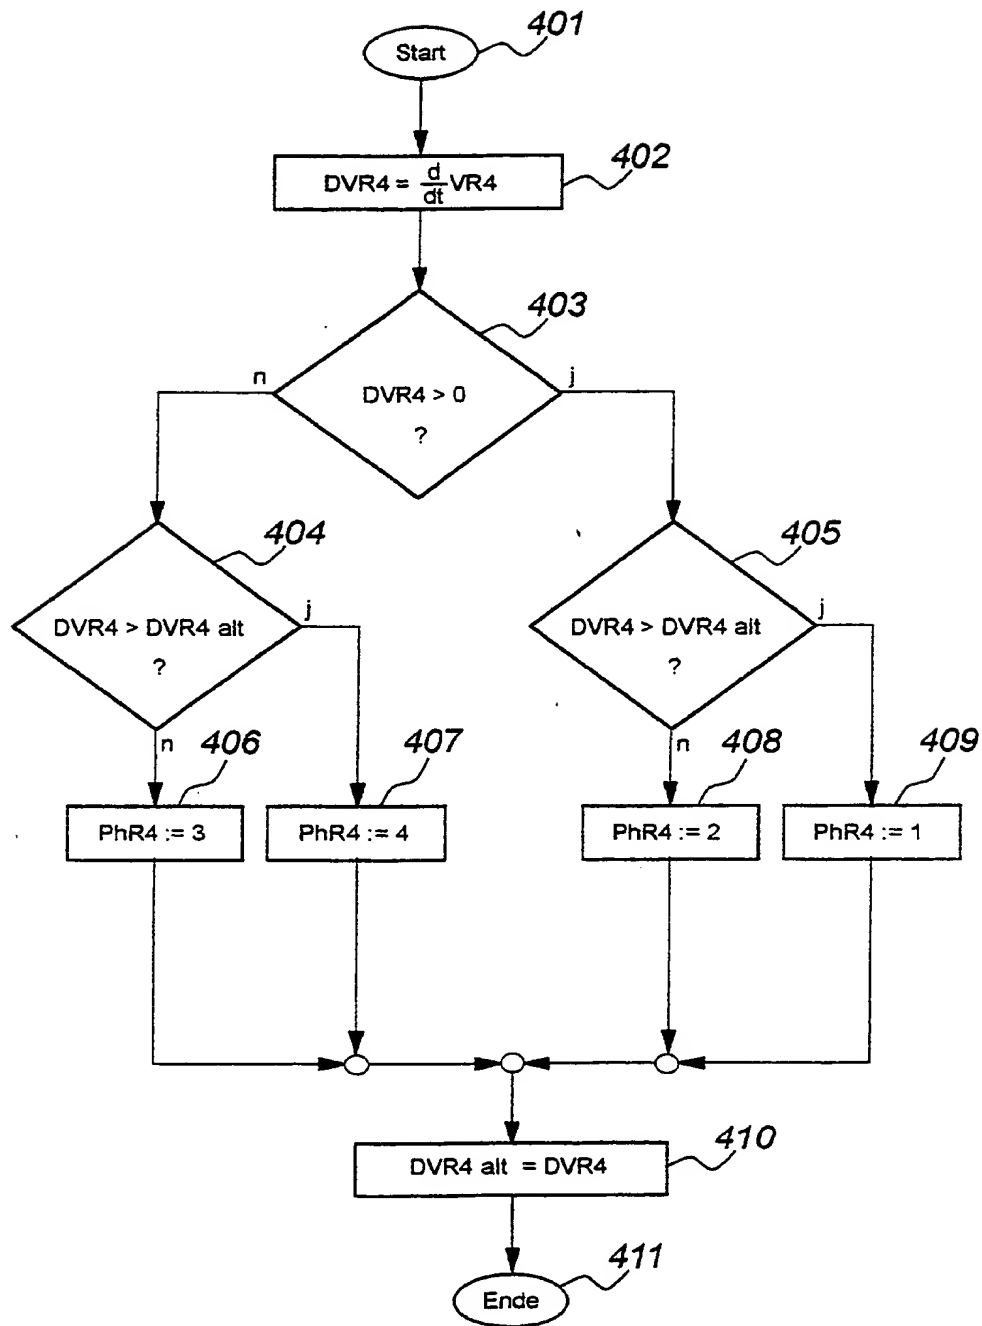 401
Start
402
DVR4 = d/dt VR4
403
n
j
DVR4 > 0
?
404
405
j
j
DVR4 > DVR4 alt
?
DVR4 > DVR4 alt
?
n
n
406
407
408
409
PhR4 := 3
PhR4 := 4
PhR4 := 2
PhR4 := 1
410
DVR4 alt = DVR4
411
Ende